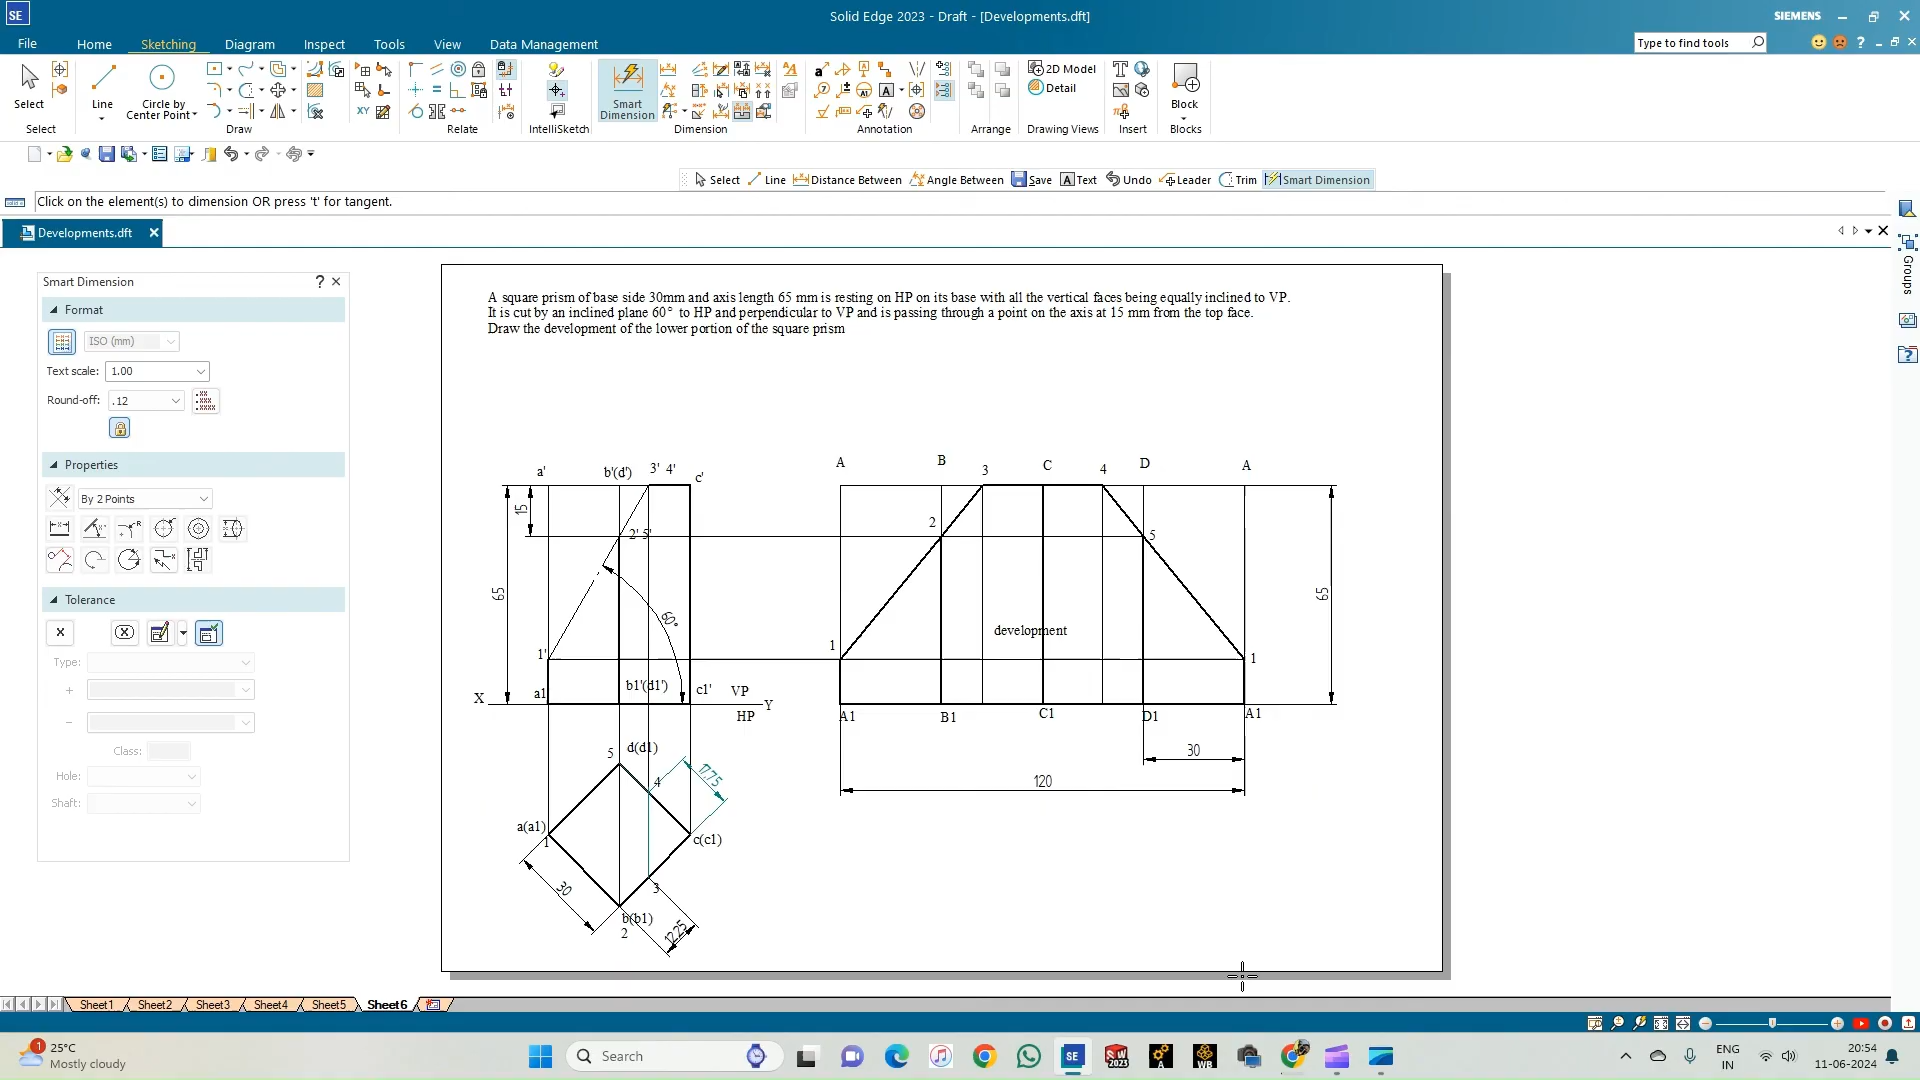 SE
Solid Edge 2023 - Draft - [Developments.dft]
SIEMENS
File
Home
Sketching
Diagram
Inspect
Tools
View
Data Management
Type to find tools
Select
Line
Circle by
Center Point
Smart
Dimension
2D Model
Detail
Block
Select
Draw
Relate
IntelliSketch
Dimension
Annotation
Arrange
Drawing Views
Insert
Blocks
Select
Line
Distance Between
Angle Between
Save
Text
Undo
Leader
Trim
Smart Dimension
Click on the element(s) to dimension OR press 't' for tangent.
Developments.dft
Groups
Smart Dimension
Format
ISO (mm)
Text scale: 1.00
Round-off: .12
Properties
By 2 Points
Tolerance
Type:
+
-
Class:
Hole:
Shaft:
A square prism of base side 30mm and axis length 65 mm is resting on HP on its base with all the vertical faces being equally inclined to VP.
It is cut by an inclined plane 60° to HP and perpendicular to VP and is passing through a point on the axis at 15 mm from the top face.
Draw the development of the lower portion of the square prism
a'
b'(d')
3' 4'
c'
A
B
3
C
4
D
A
15
2' 5'
2
5
65
60°
65
development
1'
1
1
a1
b1'(d1')
c1'
VP
X
Y
HP
A1
B1
C1
D1
A1
5
d(d1)
30
4
17.75
120
a(a1)
1
c(c1)
30
3
b(b1)
2
12.25
Sheet1
Sheet2
Sheet3
Sheet4
Sheet5
Sheet6
1
25°C
Mostly cloudy
Search
SE
SW
2023
A
WB
ENG
IN
20:54
11-06-2024